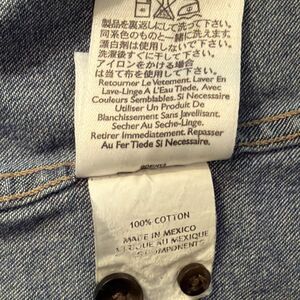 製品を裏返しにして洗って下さい。
同系色のものと一緒に洗えます。
漂白剤は使用しないで下さい。
洗濯後すぐに干して下さい。
アイロンをかける場合
は当て布を使用して下さい。
Retourner Le Vetement. Laver En
Lave-Linge A L'Eau Tiede, Avec
Couleurs Semblables. Si Necessaire
Utiliser Un Produit De
Blanchissement Sans Javellisant.
Secher Au Seche-Linge.
Retirer Immediatement. Repasser
Au Fer Tiede Si Necessaire.
100% COTTON
MADE IN MEXICO
AU MEXIQUE
COMPONENTS